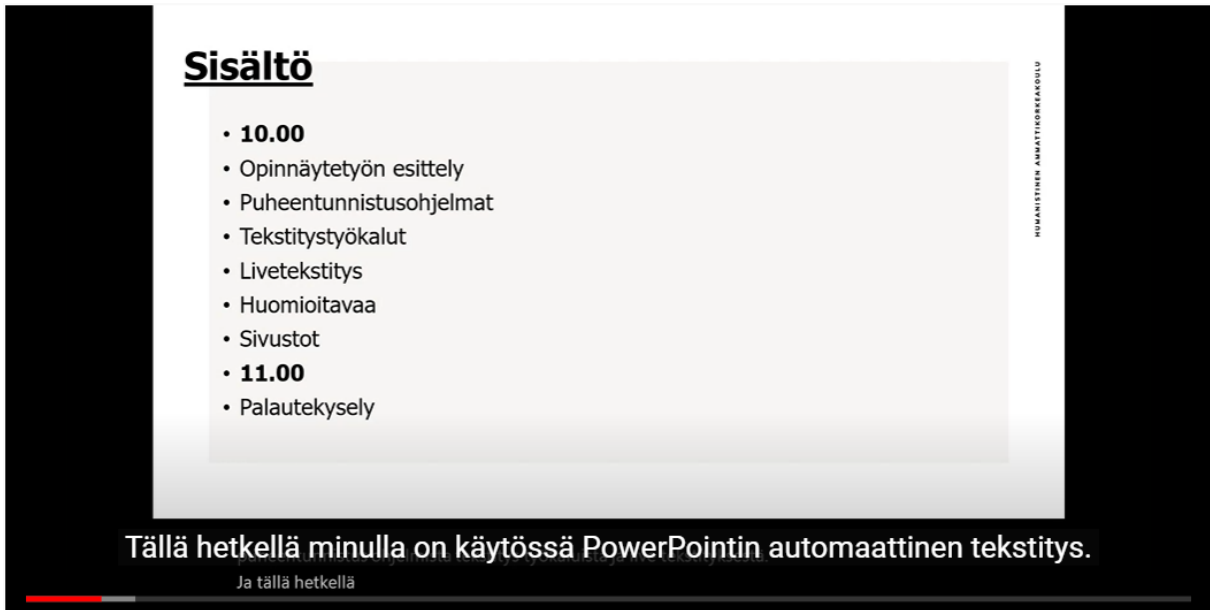 Sisältö
HUMANISTINEN AMMATTIKORKEAKOULU
• 10.00
• Opinnäytetyön esittely
• Puheentunnistusohjelmat
• Tekstitystyökalut
• Livetekstitys
• Huomioitavaa
• Sivustot
• 11.00
• Palautekysely
Tällä hetkellä minulla on käytössä PowerPointin automaattinen tekstitys.
Ja tällä hetkellä